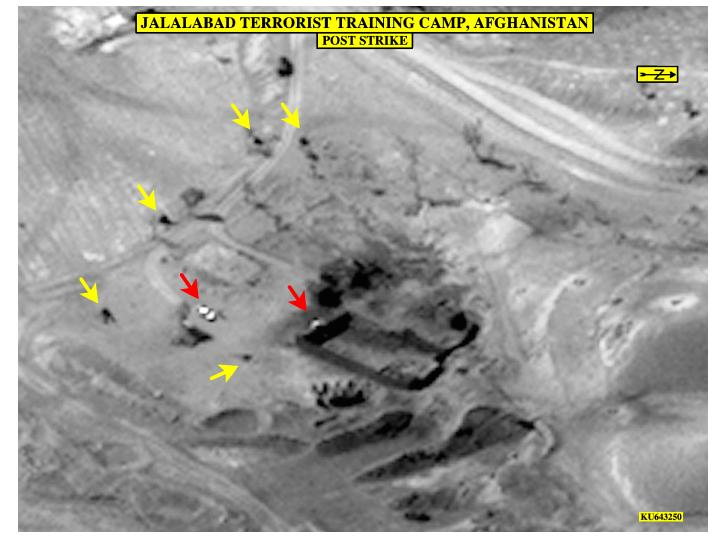 JALALABAD TERRORIST TRAINING CAMP, AFGHANISTAN
POST STRIKE
Z
KU643250